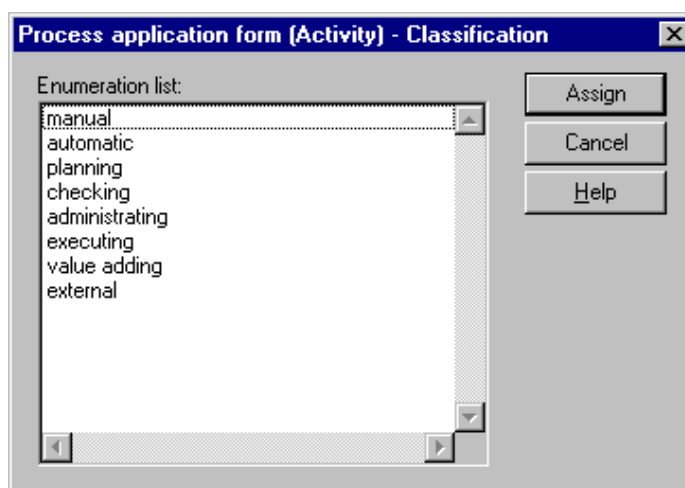 Process application form (Activity) - Classification
Enumeration list:
manual
automatic
planning
checking
administrating
executing
value adding
external
Assign
Cancel
Help